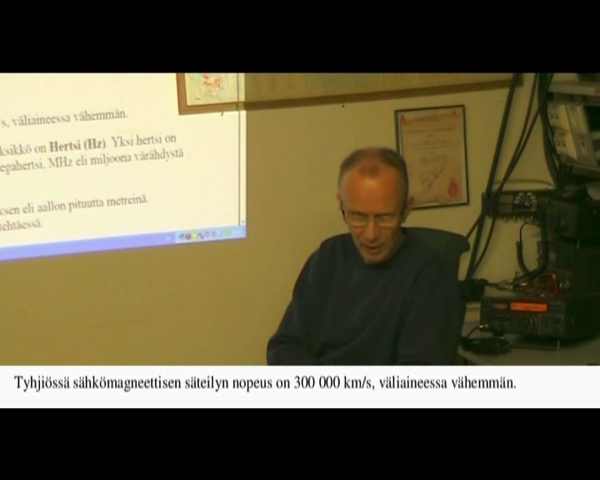 s, väliaineessa vähemmän.
ksikkö on Hertsi (Hz). Yksi hertsi on
egahertsi, MHz eli miljoona värähdystä
ksen eli aallon pituutta metreinä.
ehtäessä.
Tyhjiössä sähkömagneettisen säteilyn nopeus on 300 000 km/s, väliaineessa vähemmän.